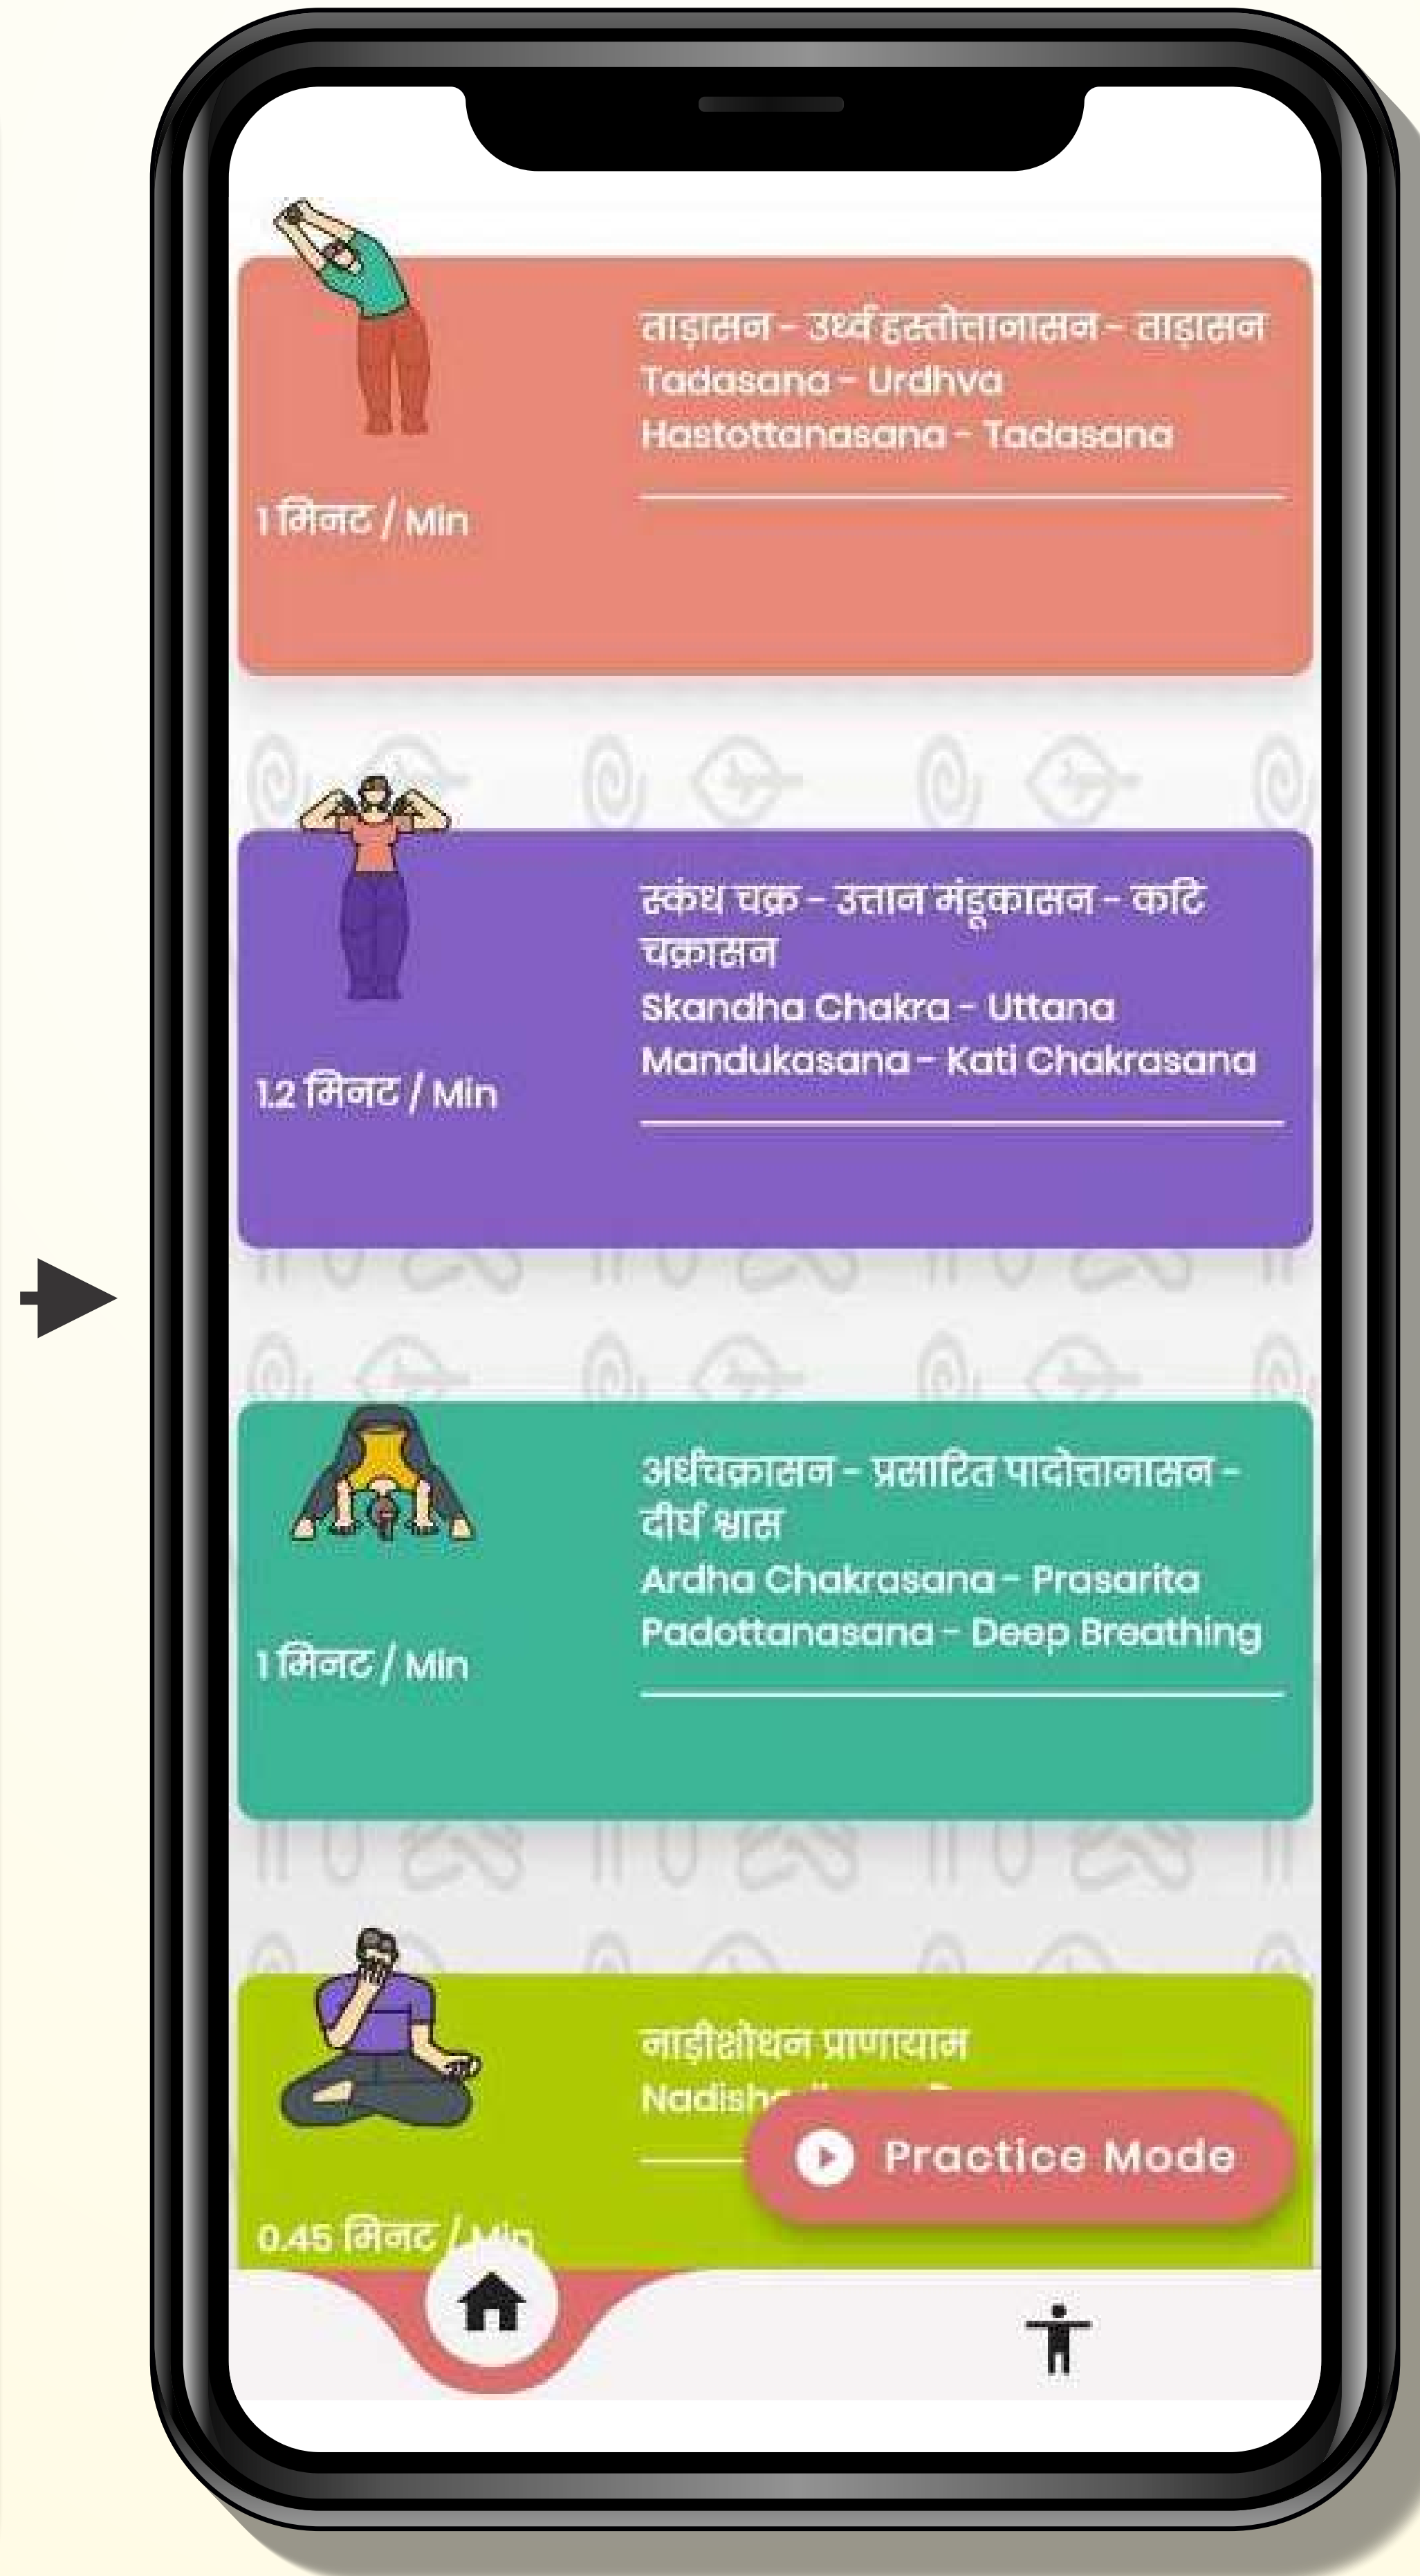 ताड़ासन - उर्ध्व हस्तोत्तानासन - ताड़ासन
Tadasana - Urdhva
Hastottanasana - Tadasana
1 मिनट / Min
स्कंध चक्र - उत्तान मंडूकासन - कटि
चक्रासन
Skandha Chakra - Uttana
Mandukasana - Kati Chakrasana
1.2 मिनट / Min
अर्धचक्रासन - प्रसारित पादोत्तानासन -
दीर्घ श्वास
Ardha Chakrasana - Prasarita
Padottanasana - Deep Breathing
1 मिनट / Min
नाड़ीशोधन प्राणायाम
Practice Mode
0.45 मिनट / Min